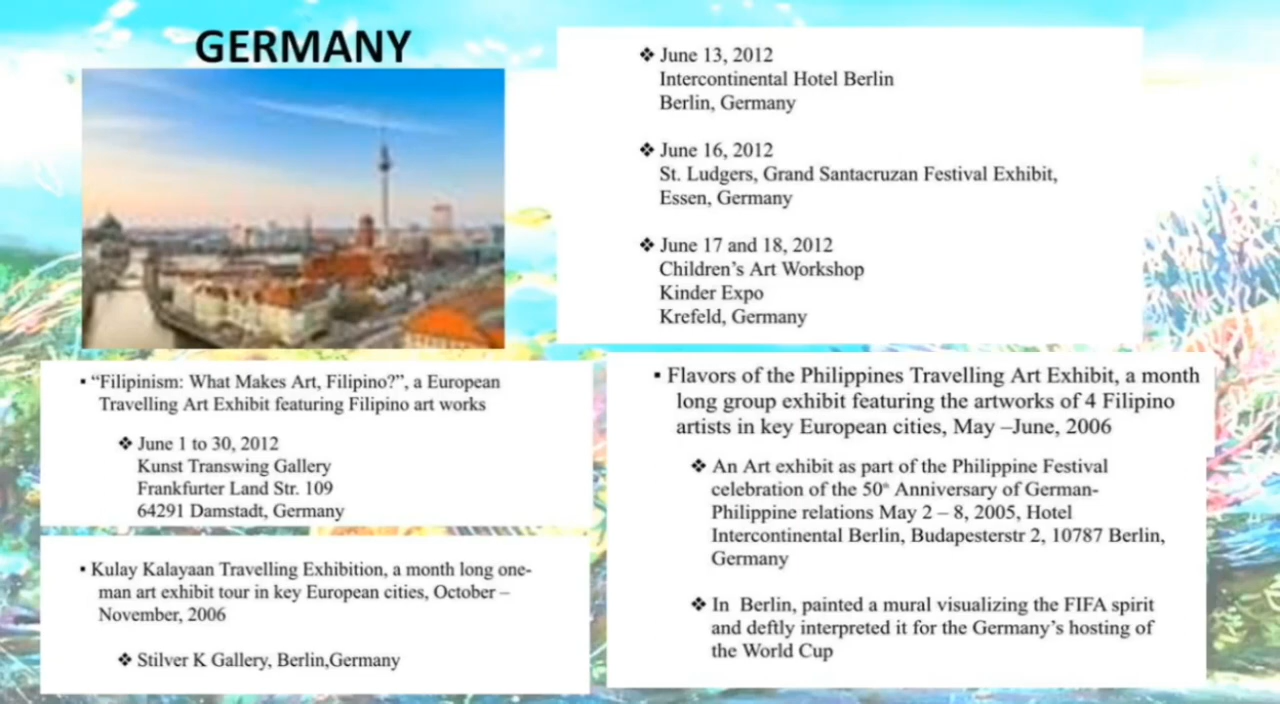 GERMANY
❖ June 13, 2012
Intercontinental Hotel Berlin
Berlin, Germany
❖ June 16, 2012
St. Ludgers, Grand Santacruzan Festival Exhibit,
Essen, Germany
❖ June 17 and 18, 2012
Children’s Art Workshop
Kinder Expo
Krefeld, Germany
▪ “Filipinism: What Makes Art, Filipino?”, a European
Travelling Art Exhibit featuring Filipino art works
❖ June 1 to 30, 2012
Kunst Transwing Gallery
Frankfurter Land Str. 109
64291 Damstadt, Germany
▪ Kulay Kalayaan Travelling Exhibition, a month long one-
man art exhibit tour in key European cities, October –
November, 2006
❖ Stilver K Gallery, Berlin,Germany
▪ Flavors of the Philippines Travelling Art Exhibit, a month
long group exhibit featuring the artworks of 4 Filipino
artists in key European cities, May –June, 2006
❖ An Art exhibit as part of the Philippine Festival
celebration of the 50th Anniversary of German-
Philippine relations May 2 – 8, 2005, Hotel
Intercontinental Berlin, Budapesterstr 2, 10787 Berlin,
Germany
❖ In Berlin, painted a mural visualizing the FIFA spirit
and deftly interpreted it for the Germany’s hosting of
the World Cup